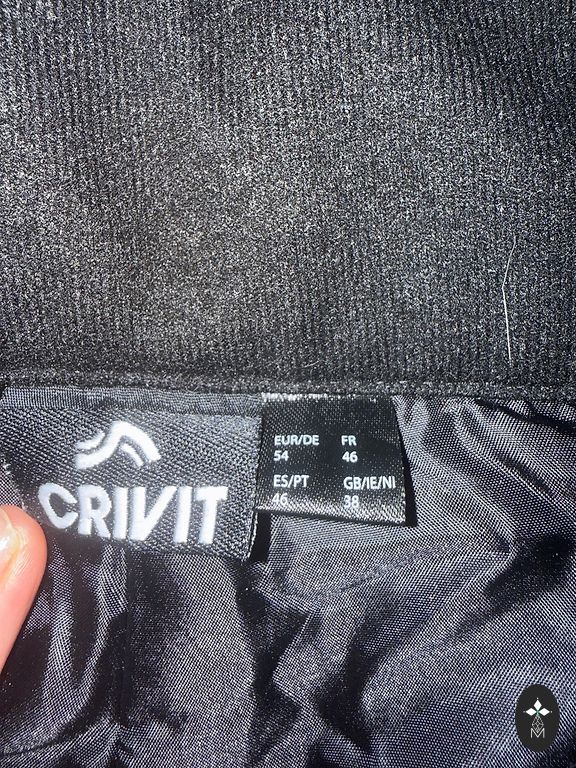 CRIVIT
EUR/DE FR
54 46
ES/PT GB/IE/NI
46 38
M